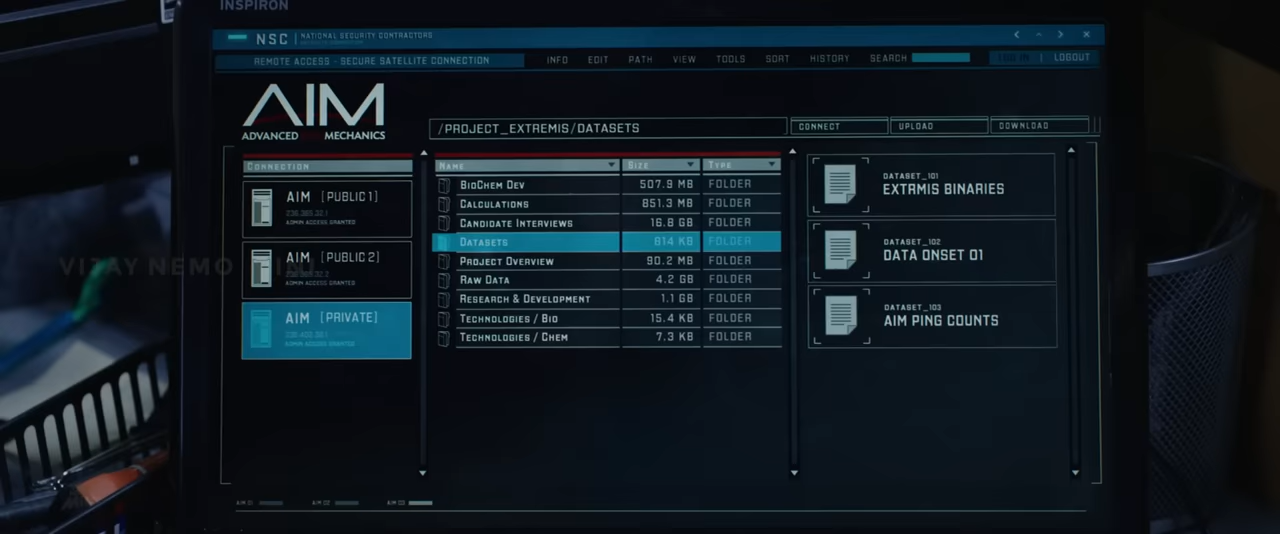 INSPIRON
NSC | NATIONAL SECURITY CONTRACTORS
REMOTE ACCESS - SECURE SATELLITE CONNECTION
INFO EDIT PATH VIEW TOOLS SORT HISTORY SEARCH LOG IN | LOGOUT
AIM
ADVANCED MECHANICS
/PROJECT_EXTREMIS/DATASETS
CONNECT UPLOAD DOWNLOAD
CONNECTION
AIM [PUBLIC 1]
ADMIN ACCESS GRANTED
AIM [PUBLIC 2]
ADMIN ACCESS GRANTED
AIM [PRIVATE]
ADMIN ACCESS GRANTED
NAME SIZE TYPE
BIOCHEM DEV 507.9 MB FOLDER
CALCULATIONS 851.3 MB FOLDER
CANDIDATE INTERVIEWS 16.8 GB FOLDER
DATASETS 614 KB FOLDER
PROJECT OVERVIEW 90.2 MB FOLDER
RAW DATA 4.2 GB FOLDER
RESEARCH & DEVELOPMENT 1.1 GB FOLDER
TECHNOLOGIES / BIO 15.4 KB FOLDER
TECHNOLOGIES / CHEM 7.3 KB FOLDER
DATASET_101
EXTRMIS BINARIES
DATASET_102
DATA ONSET 01
DATASET_103
AIM PING COUNTS
AIM 01 AIM 02 AIM 03
VIJAY NEMO